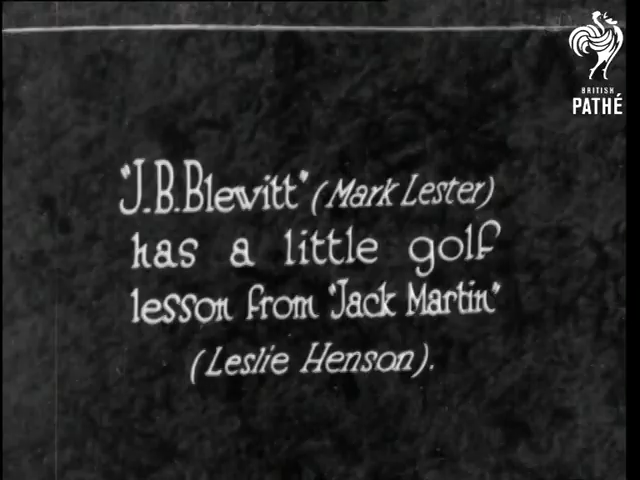 BRITISH
PATHÉ
"J.B.Blewitt" (Mark Lester)
has a little golf
lesson from "Jack Martin"
(Leslie Henson).